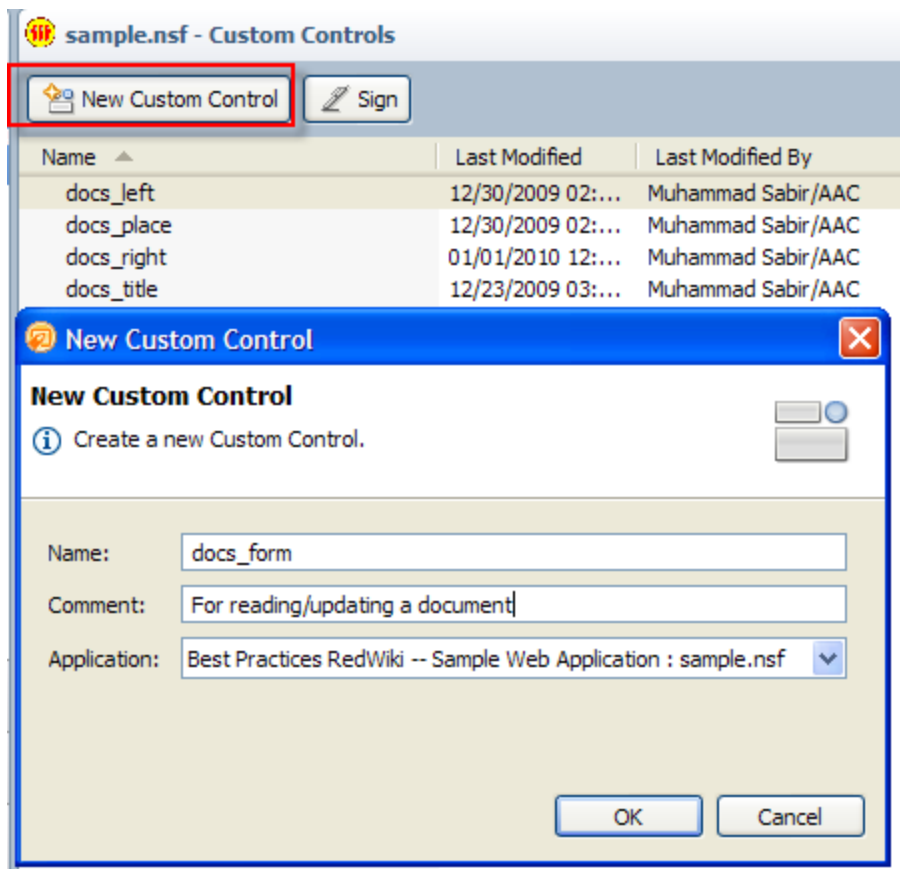 sample.nsf - Custom Controls
New Custom Control Sign
Name Last Modified Last Modified By
docs_left 12/30/2009 02:... Muhammad Sabir/AAC
docs_place 12/30/2009 02:... Muhammad Sabir/AAC
docs_right 01/01/2010 12:... Muhammad Sabir/AAC
docs_title 12/23/2009 03:... Muhammad Sabir/AAC
New Custom Control
New Custom Control
Create a new Custom Control.
Name: docs_form
Comment: For reading/updating a document
Application: Best Practices RedWiki -- Sample Web Application : sample.nsf
OK Cancel